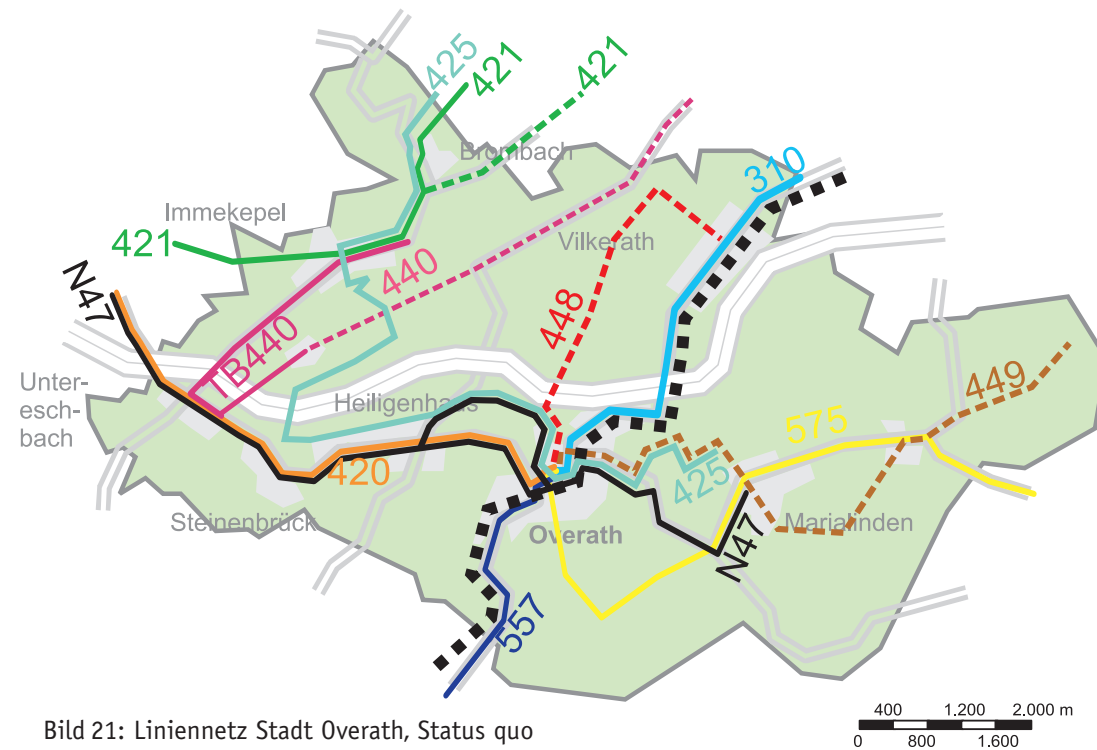 425
421
421
Brombach
310
Immekepel
421
Vilkerath
440
N47
448
TB440
Unter-
esch-
bach
Heiligenhaus
449
575
420
425
Steinenbrück
Overath
Marialinden
N47
557
Bild 21: Liniennetz Stadt Overath, Status quo
400 1.200 2.000 m
0 800 1.600